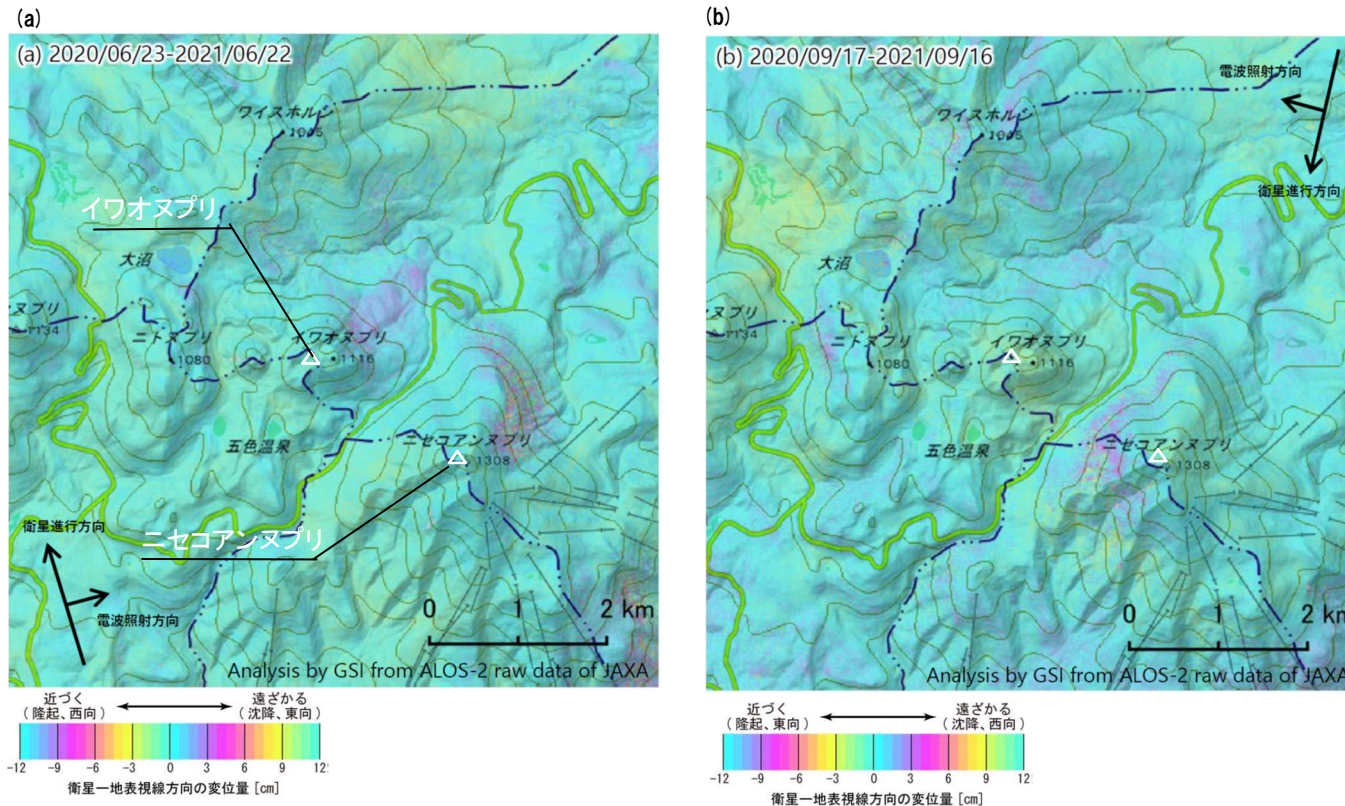 (a)
(a) 2020/06/23-2021/06/22
ワイスホルン
1045
イワオヌプリ
大沼
ンヌプリ
1134
ニトヌプリ
1080
イワオヌプリ
1116
五色温泉
ニセコアンヌプリ
1308
衛星進行方向
ニセコアンヌプリ
電波照射方向
0 1 2 km
Analysis by GSI from ALOS-2 raw data of JAXA
近づく
(隆起、西向)
遠ざかる
(沈降、東向)
-12 -9 -6 -3 0 3 6 9 12
衛星−地表視線方向の変位量 [cm]
(b)
(b) 2020/09/17-2021/09/16
電波照射方向
衛星進行方向
ワイスホルン
1045
大沼
ンヌプリ
1134
ニトヌプリ
1080
イワオヌプリ
1116
五色温泉
ニセコアンヌプリ
1308
0 1 2 km
Analysis by GSI from ALOS-2 raw data of JAXA
近づく
(隆起、東向)
遠ざかる
(沈降、西向)
-12 -9 -6 -3 0 3 6 9 12
衛星−地表視線方向の変位量 [cm]